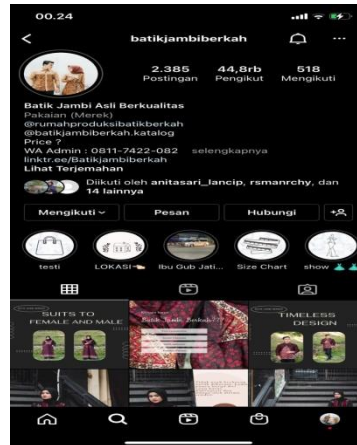 00.24
batikjambiberkah
2.385 44,8rb 518
Postingan Pengikut Mengikuti
Batik Jambi Asli Berkualitas
Pakaian (Merek)
@rumahproduksibatikberkah
@batikjambiberkah.katalog
Price ?
WA Admin : 0811-7422-082 selengkapnya
linktr.ee/Batikjambiberkah
Lihat Terjemahan
Diikuti oleh anitasari_lancip, rsmanrchy, dan
14 lainnya
Mengikuti Pesan Hubungi
testi LOKASI Ibu Gub Jati... Size Chart show
SUITS TO
FEMALE AND MALE
TIMELESS
DESIGN